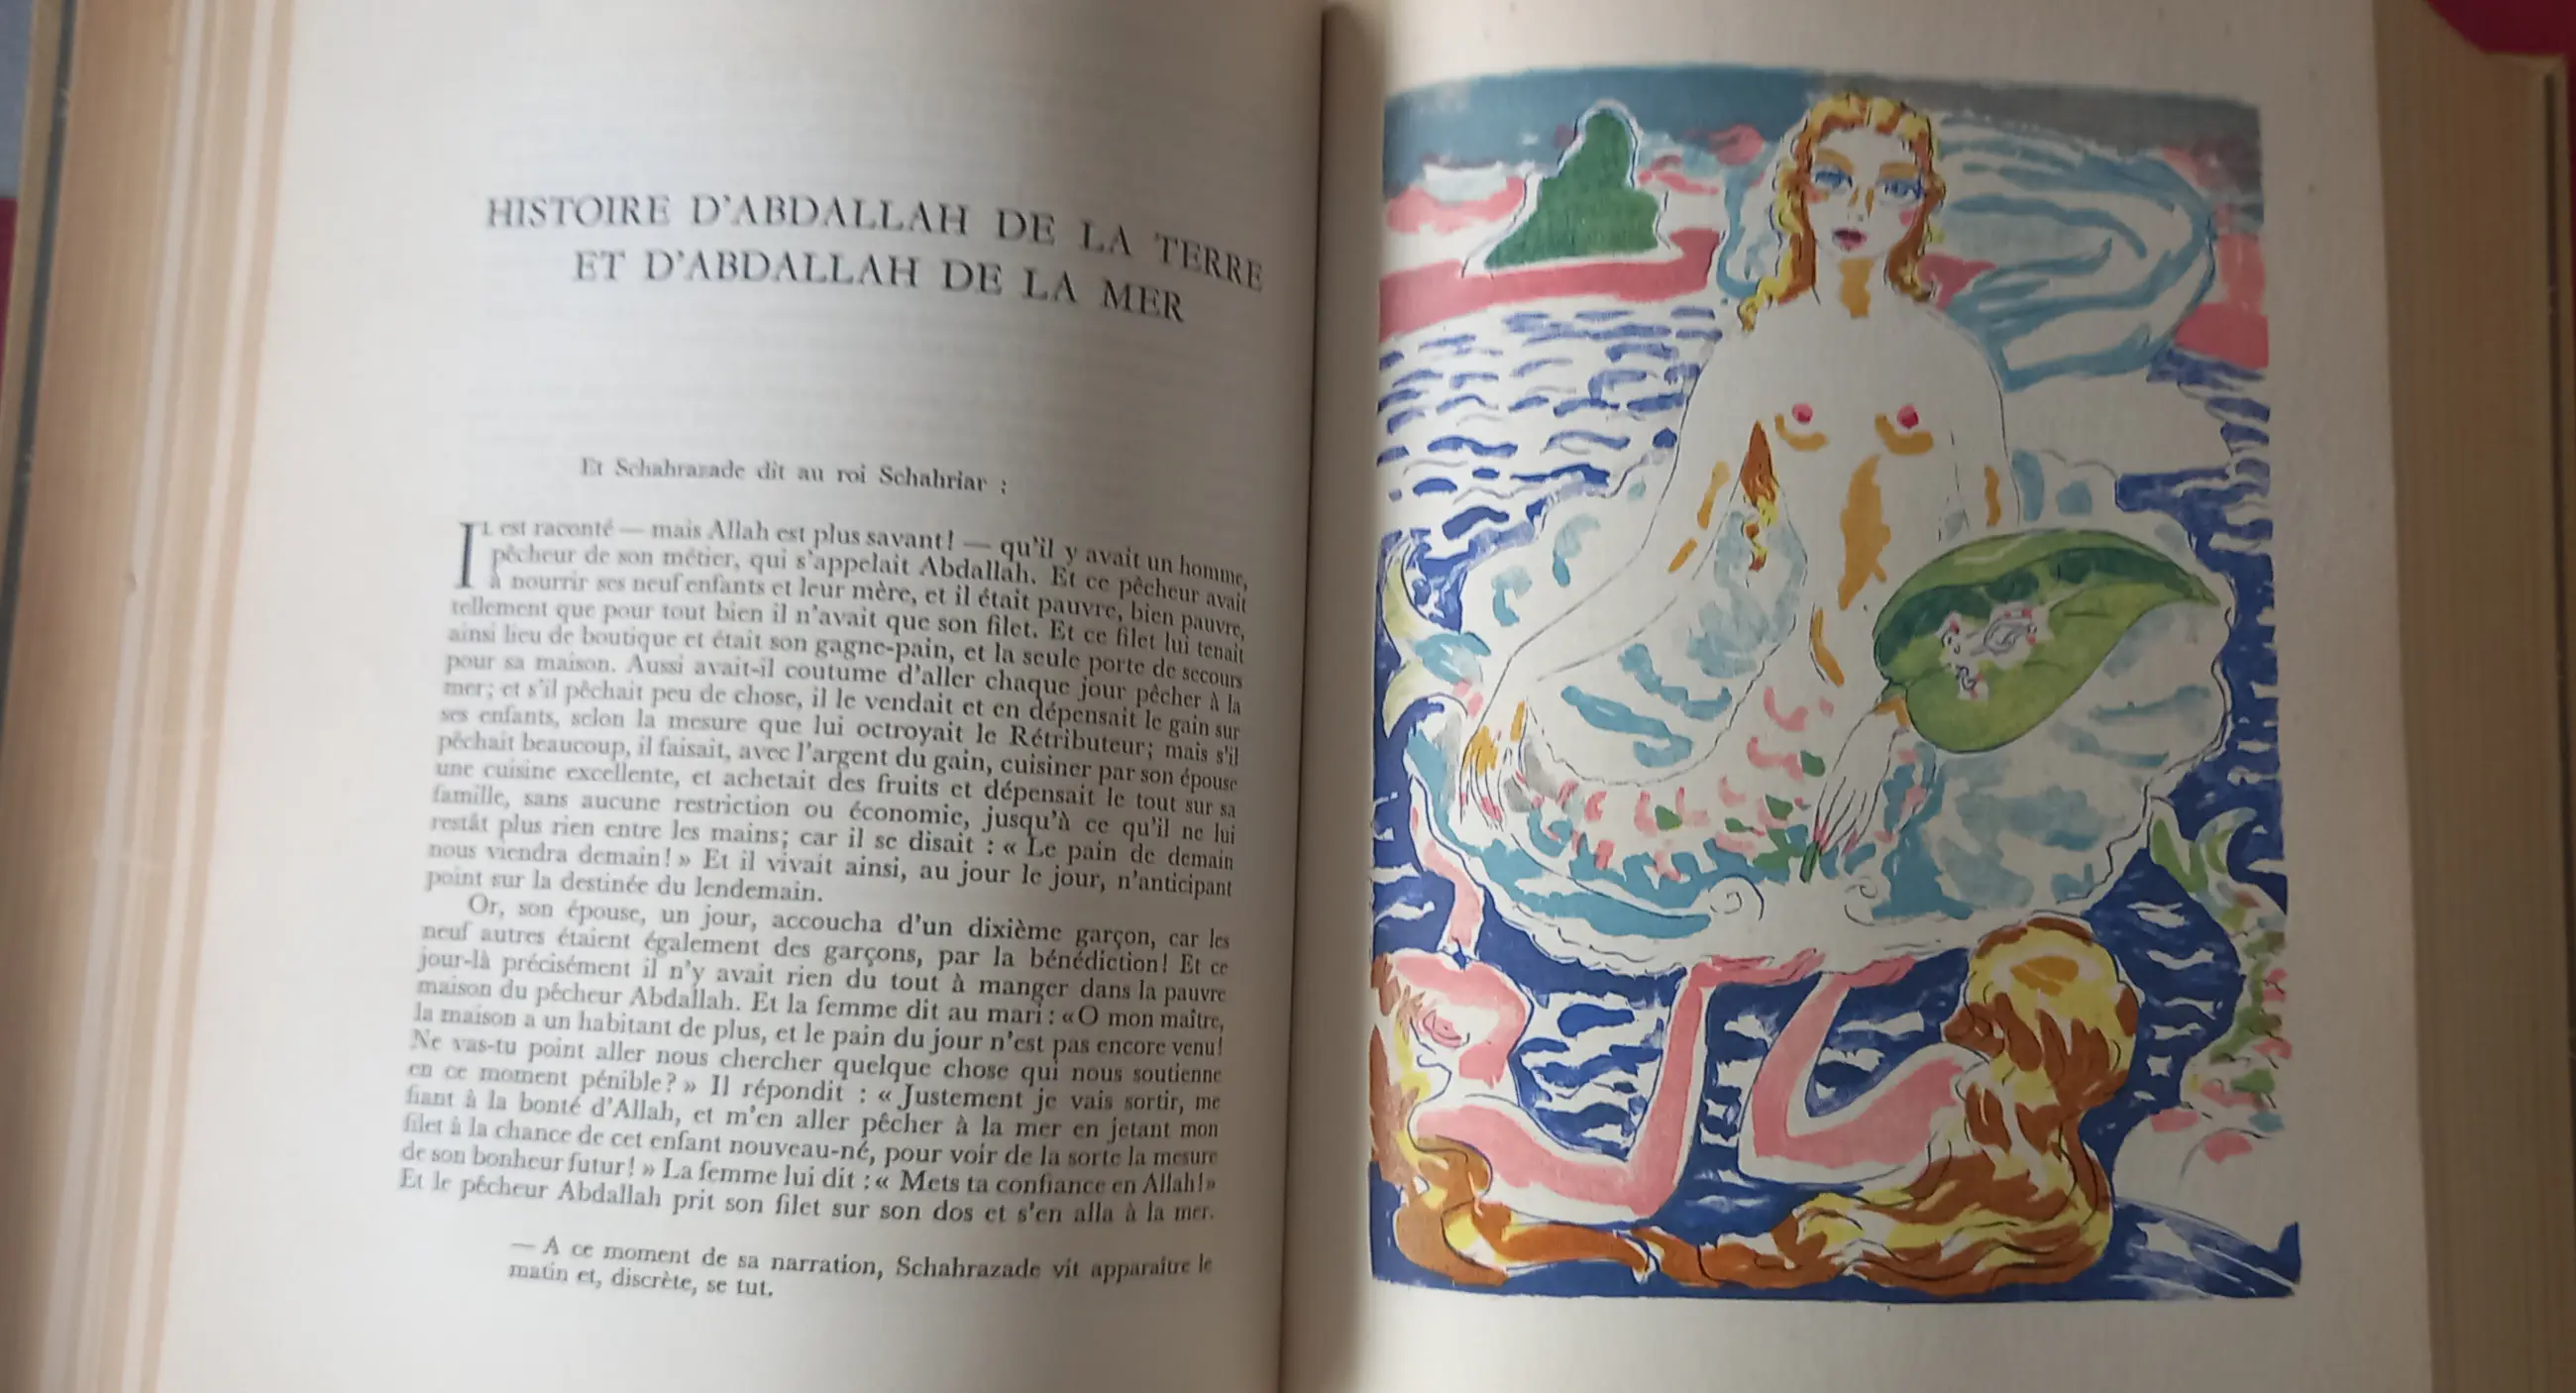 HISTOIRE D'ABDALLAH DE LA TERRE
ET D'ABDALLAH DE LA MER
Et Schahrazade dit au roi Schahriar :
IL est raconté — mais Allah est plus savant! — qu'il y avait un homme,
pêcheur de son métier, qui s'appelait Abdallah. Et ce pêcheur avait
à nourrir ses neuf enfants et leur mère, et il était pauvre, bien pauvre,
tellement que pour tout bien il n'avait que son filet. Et ce filet lui tenait
ainsi lieu de boutique et était son gagne-pain, et la seule porte de secours
pour sa maison. Aussi avait-il coutume d'aller chaque jour pêcher à la
mer; et s'il pêchait peu de chose, il le vendait et en dépensait le gain sur
ses enfants, selon la mesure que lui octroyait le Rétributeur; mais s'il
pêchait beaucoup, il faisait, avec l'argent du gain, cuisiner par son épouse
une cuisine excellente, et achetait des fruits et dépensait le tout sur sa
famille, sans aucune restriction ou économie, jusqu'à ce qu'il ne lui
restât plus rien entre les mains; car il se disait : « Le pain de demain
nous viendra demain! » Et il vivait ainsi, au jour le jour, n'anticipant
point sur la destinée du lendemain.
Or, son épouse, un jour, accoucha d'un dixième garçon, car les
neuf autres étaient également des garçons, par la bénédiction! Et ce
jour-là précisément il n'y avait rien du tout à manger dans la pauvre
maison du pêcheur Abdallah. Et la femme dit au mari : «O mon maître,
la maison a un habitant de plus, et le pain du jour n'est pas encore venu!
Ne vas-tu point aller nous chercher quelque chose qui nous soutienne
en ce moment pénible? » Il répondit : « Justement je vais sortir, me
fiant à la bonté d'Allah, et m'en aller pêcher à la mer en jetant mon
filet à la chance de cet enfant nouveau-né, pour voir de la sorte la mesure
de son bonheur futur! » La femme lui dit : « Mets ta confiance en Allah!»
Et le pêcheur Abdallah prit son filet sur son dos et s'en alla à la mer.
— A ce moment de sa narration, Schahrazade vit apparaître le
matin et, discrète, se tut.